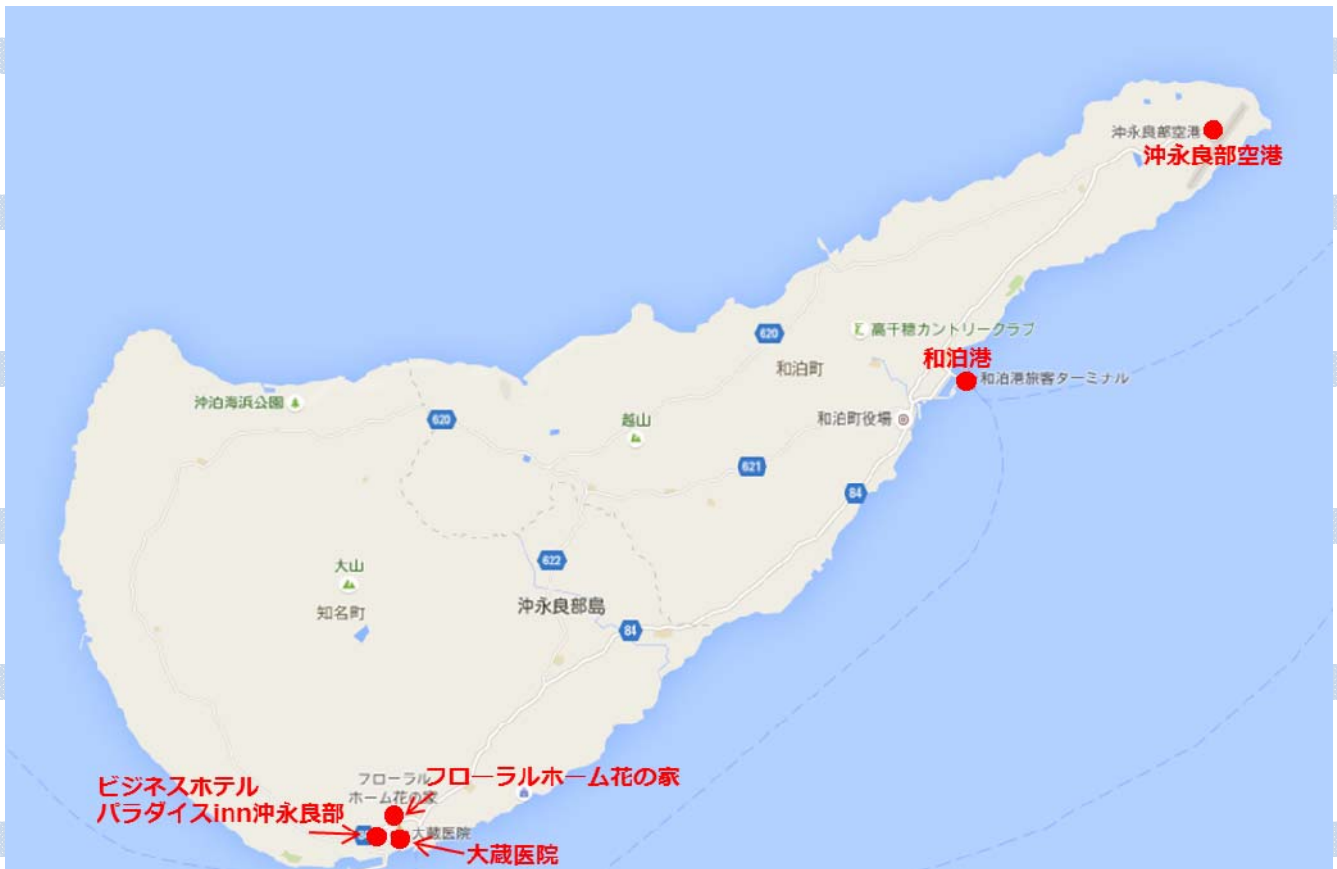 沖永良部空港
沖永良部空港
620
高千穂カントリークラブ
和泊港
和泊町
和泊港旅客ターミナル
沖泊海浜公園
620
越山
和泊町役場
621
84
622
大山
知名町
沖永良部島
84
フローラル
ホーム花の家
フローラルホーム花の家
ビジネスホテル
パラダイスinn沖永良部
大蔵医院
大蔵医院